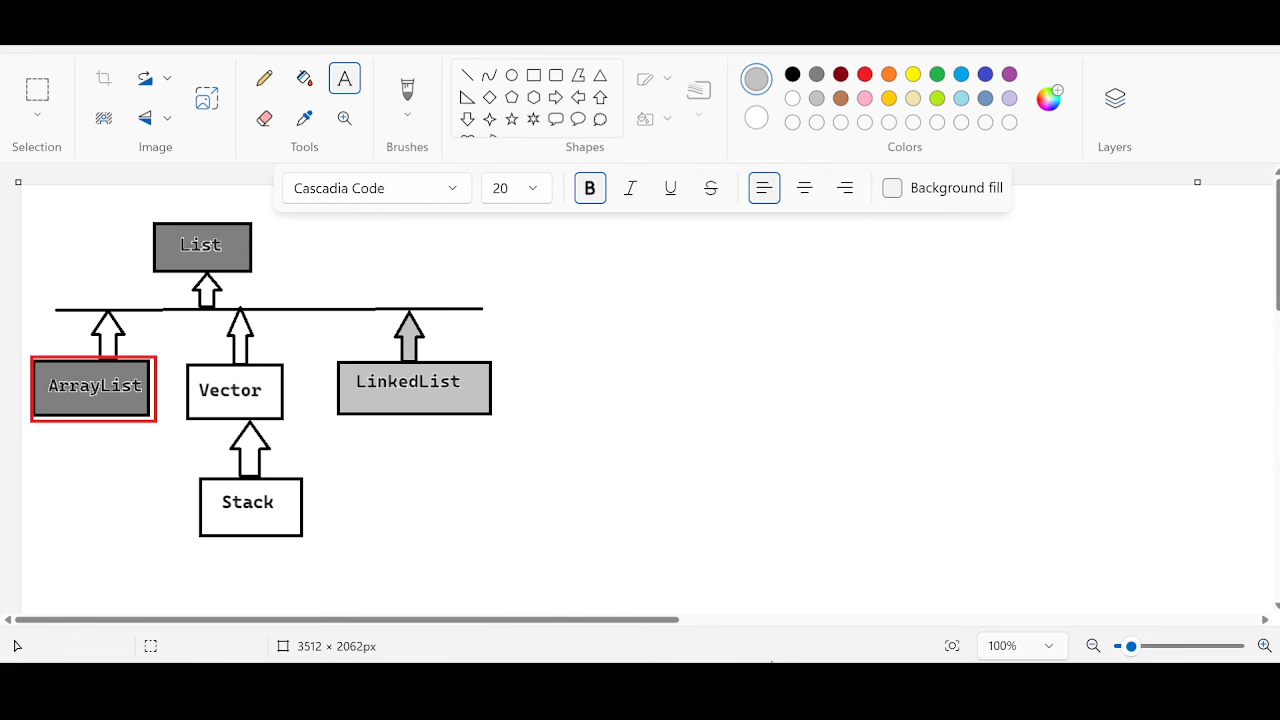 A
Selection
Image
Tools
Brushes
Shapes
Colors
Layers
Cascadia Code
20
B
I
U
S
Background fill
List
ArrayList
Vector
LinkedList
Stack
3512 × 2062px
100%